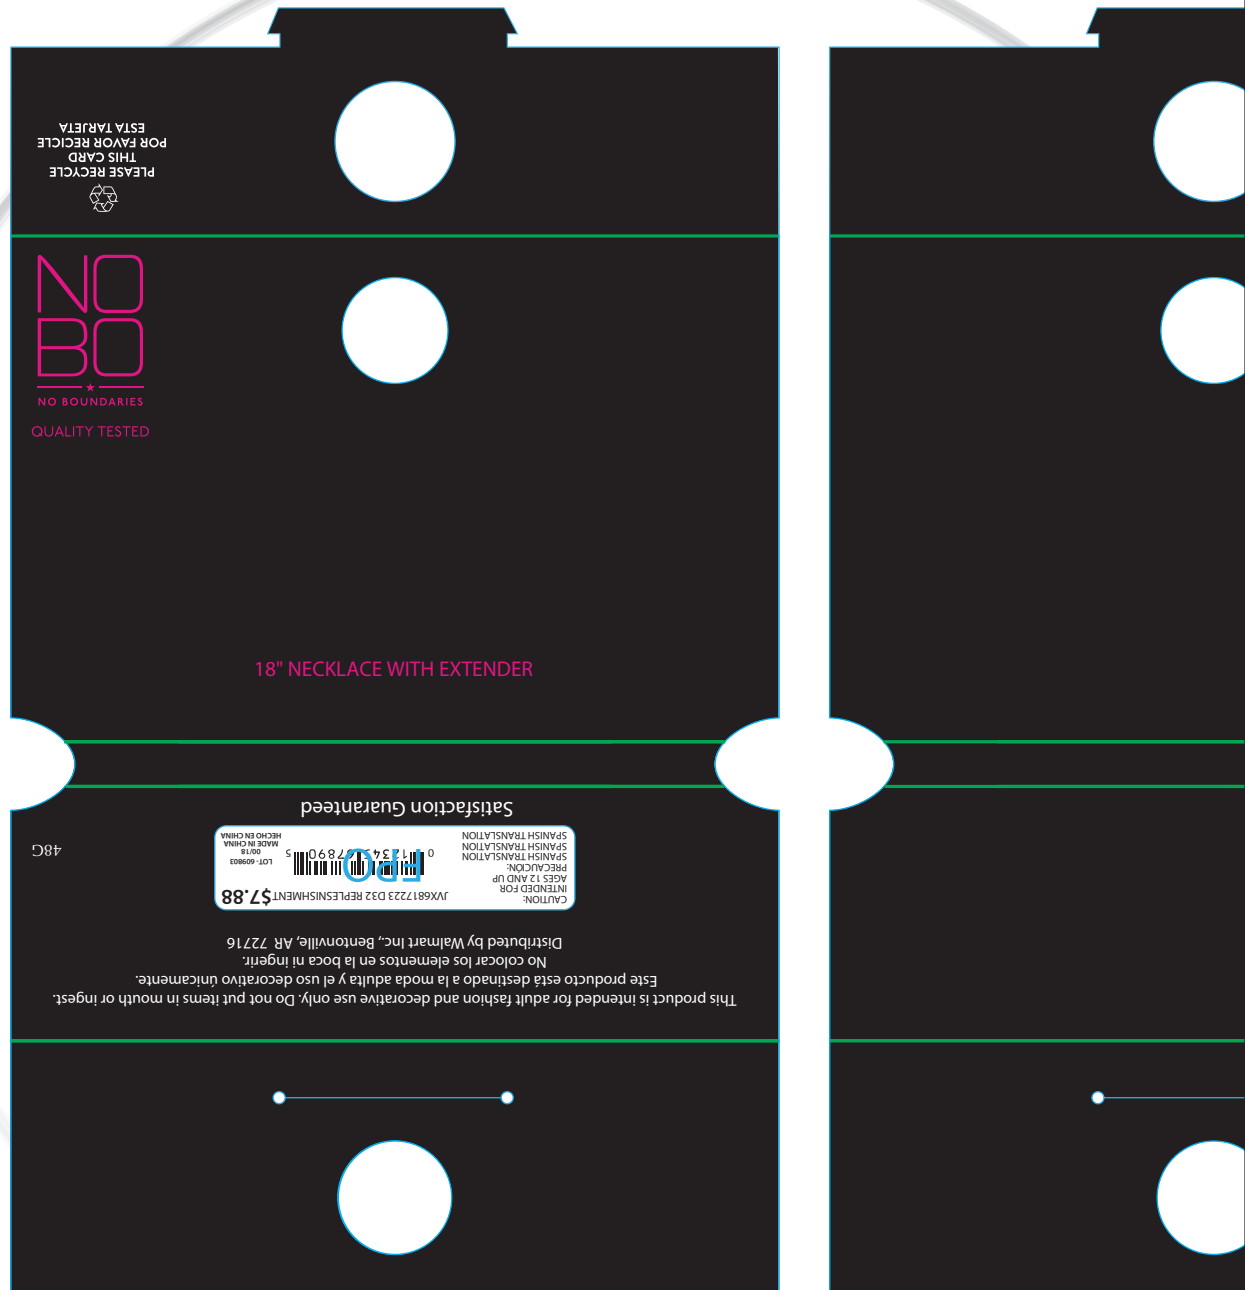 PLEASE RECYCLE
THIS CARD
POR FAVOR RECICLE
ESTA TARJETA
NO
BO
NO BOUNDARIES
QUALITY TESTED
18" NECKLACE WITH EXTENDER
This product is intended for adult fashion and decorative use only. Do not put items in mouth or ingest.
Este producto está destinado a la moda adulta y el uso decorativo únicamente.
No colocar los elementos en la boca ni ingerir.
Distributed by Walmart Inc., Bentonville, AR 72716
CAUTION:
INTENDED FOR
AGES 12 AND UP
PRECAUCIÓN:
SPANISH TRANSLATION
SPANISH TRANSLATION
SPANISH TRANSLATION
JVX6817223 D32 REPLESNISHMENT $7.88
0 12345 67890 5
FPO
LOT- 609803
00/18
MADE IN CHINA
HECHO EN CHINA
Satisfaction Guaranteed
48G